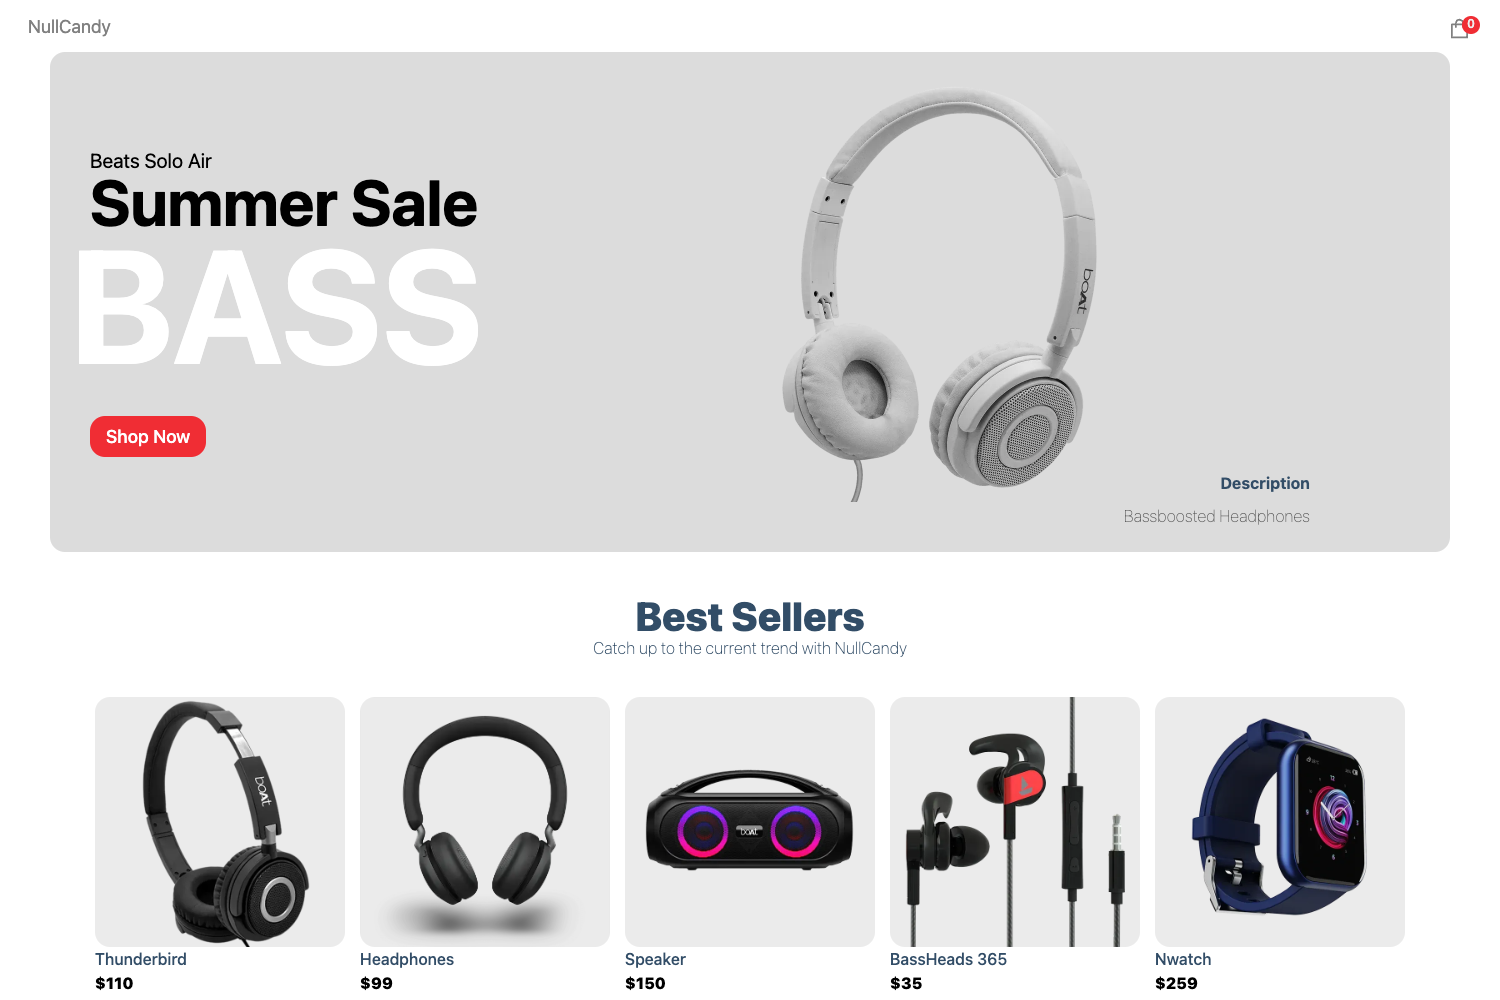 NullCandy
0
Beats Solo Air
Summer Sale
BASS
boAt
Shop Now
Description
Bassboosted Headphones
Best Sellers
Catch up to the current trend with NullCandy
boAt
boAt
Thunderbird
$110
Headphones
$99
Speaker
$150
BassHeads 365
$35
Nwatch
$259